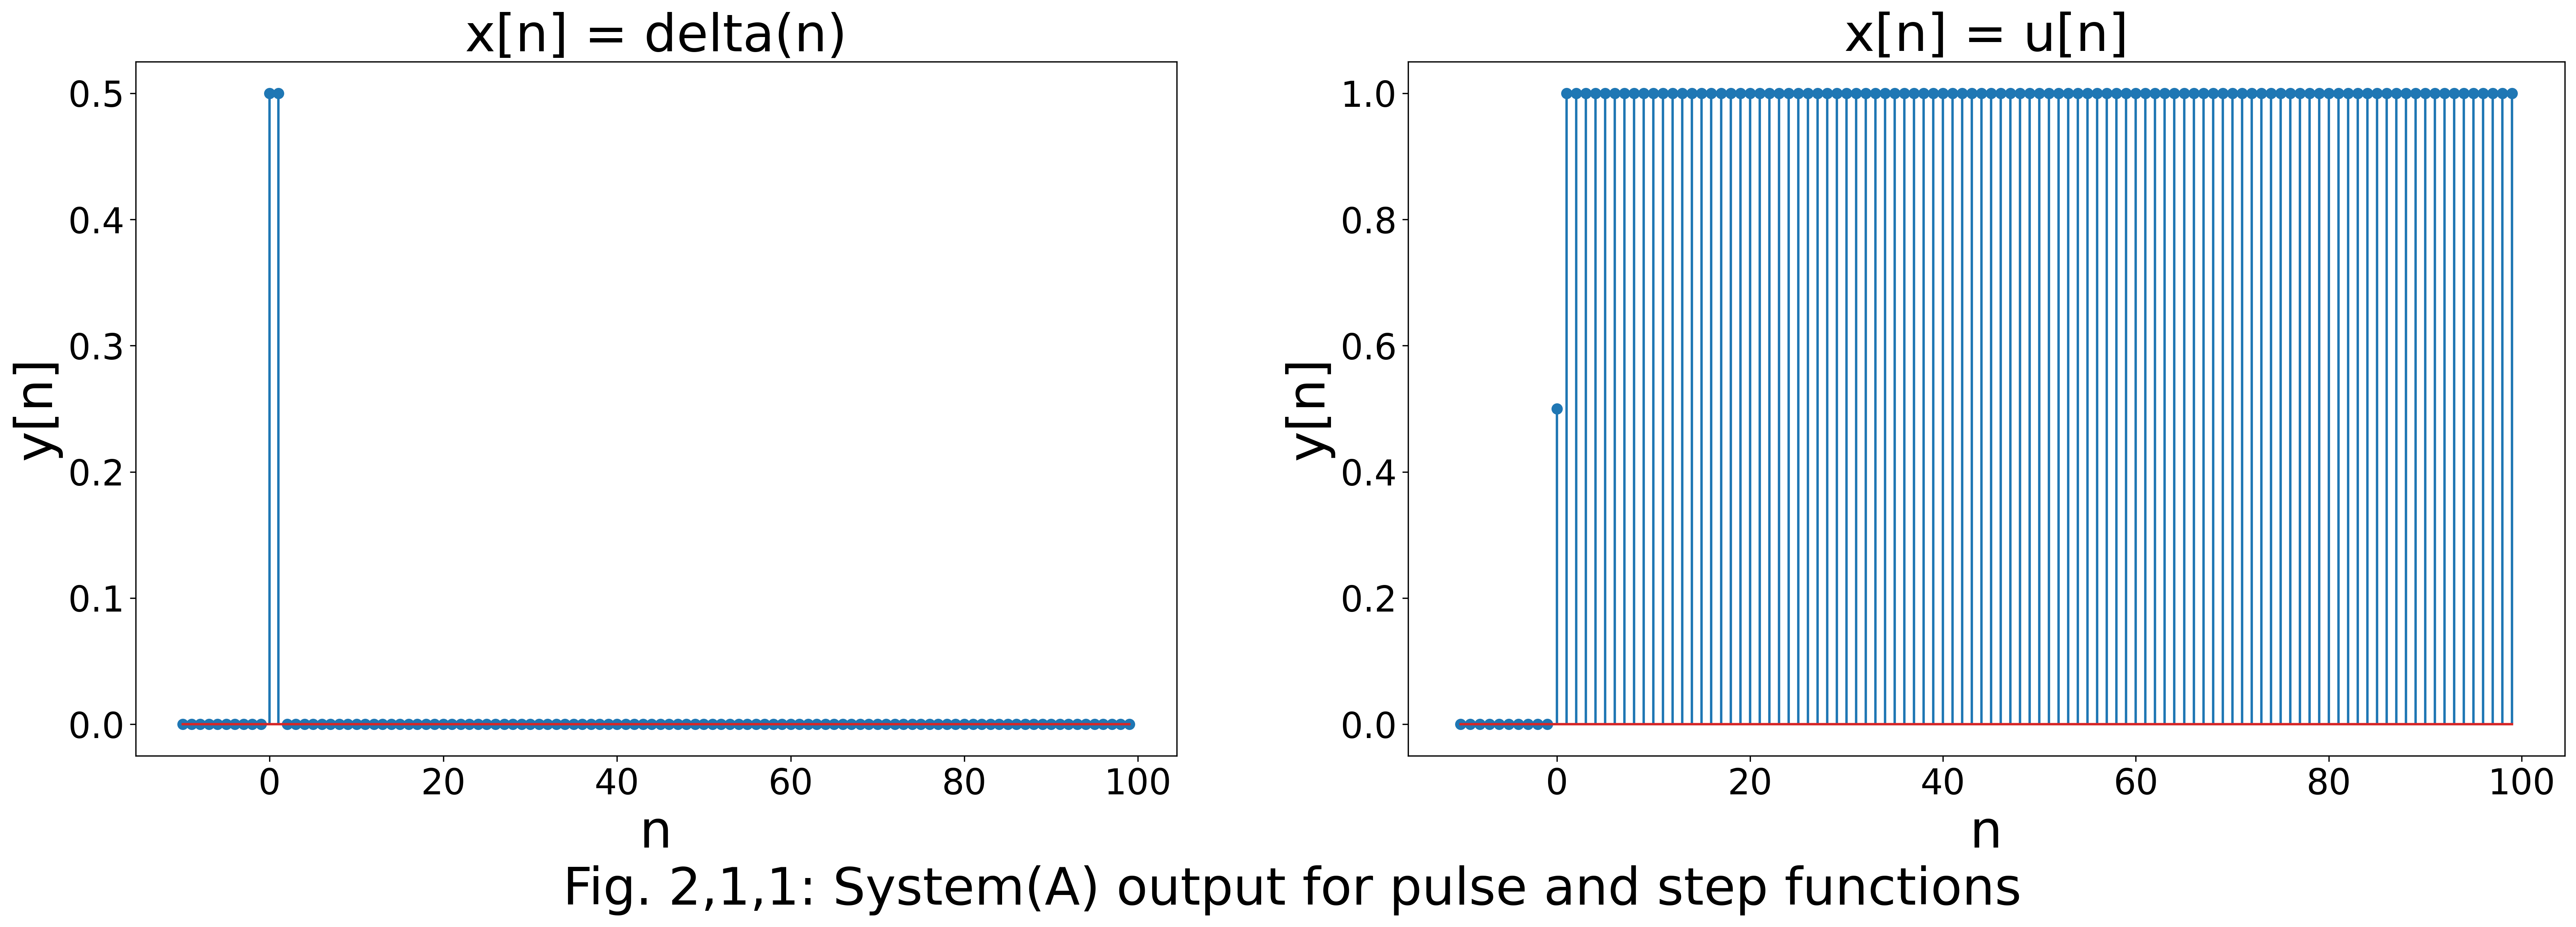 x[n] = delta(n)
x[n] = u[n]
y[n]
0.5
0.4
0.3
0.2
0.1
0.0
0 20 40 60 80 100
n
y[n]
1.0
0.8
0.6
0.4
0.2
0.0
0 20 40 60 80 100
n
Fig. 2,1,1: System(A) output for pulse and step functions